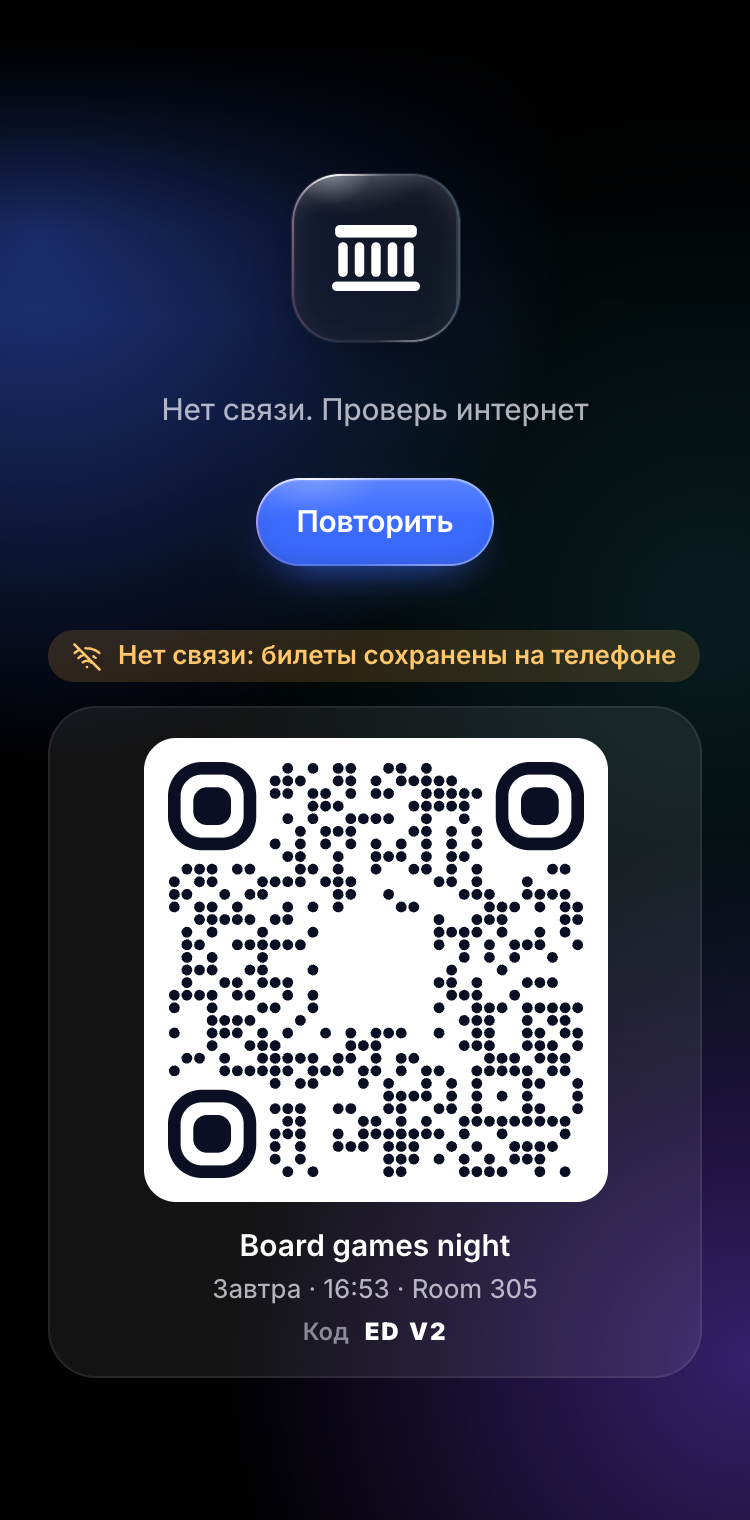 Нет связи. Проверь интернет
Повторить
Нет связи: билеты сохранены на телефоне
Board games night
Завтра · 16:53 · Room 305
Код ED V2